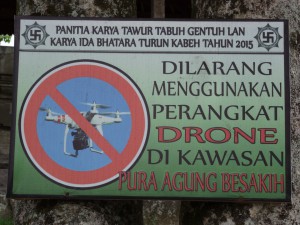 PANITIA KARYA TAWUR TABUH GENTUH LAN
KARYA IDA BHATARA TURUN KABEH TAHUN 2015
DILARANG
MENGGUNAKAN
PERANGKAT
DRONE
DI KAWASAN
PURA AGUNG BESAKIH